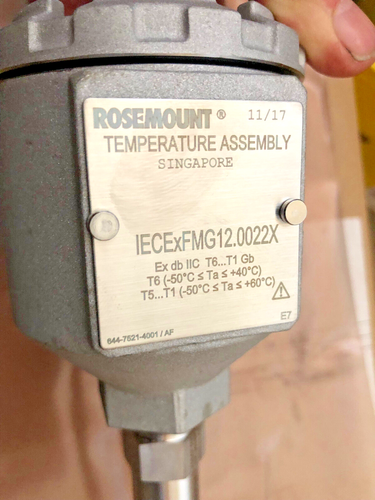 ROSEMOUNT® 11/17
TEMPERATURE ASSEMBLY
SINGAPORE
IECExFMG12.0022X
Ex db IIC T6...T1 Gb
T6 (-50°C ≤ Ta ≤ +40°C)
T5...T1 (-50°C ≤ Ta ≤ +60°C)
644-7521-4001 / AF
E7